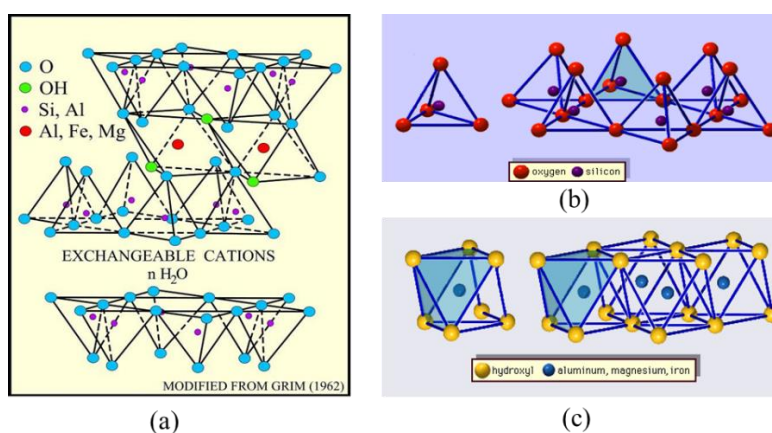 (a)
O
OH
Si, Al
Al, Fe, Mg
EXCHANGEABLE CATIONS
n H₂O
MODIFIED FROM GRIM (1962)
(a)
oxygen silicon
(b)
hydroxyl aluminum, magnesium, iron
(c)